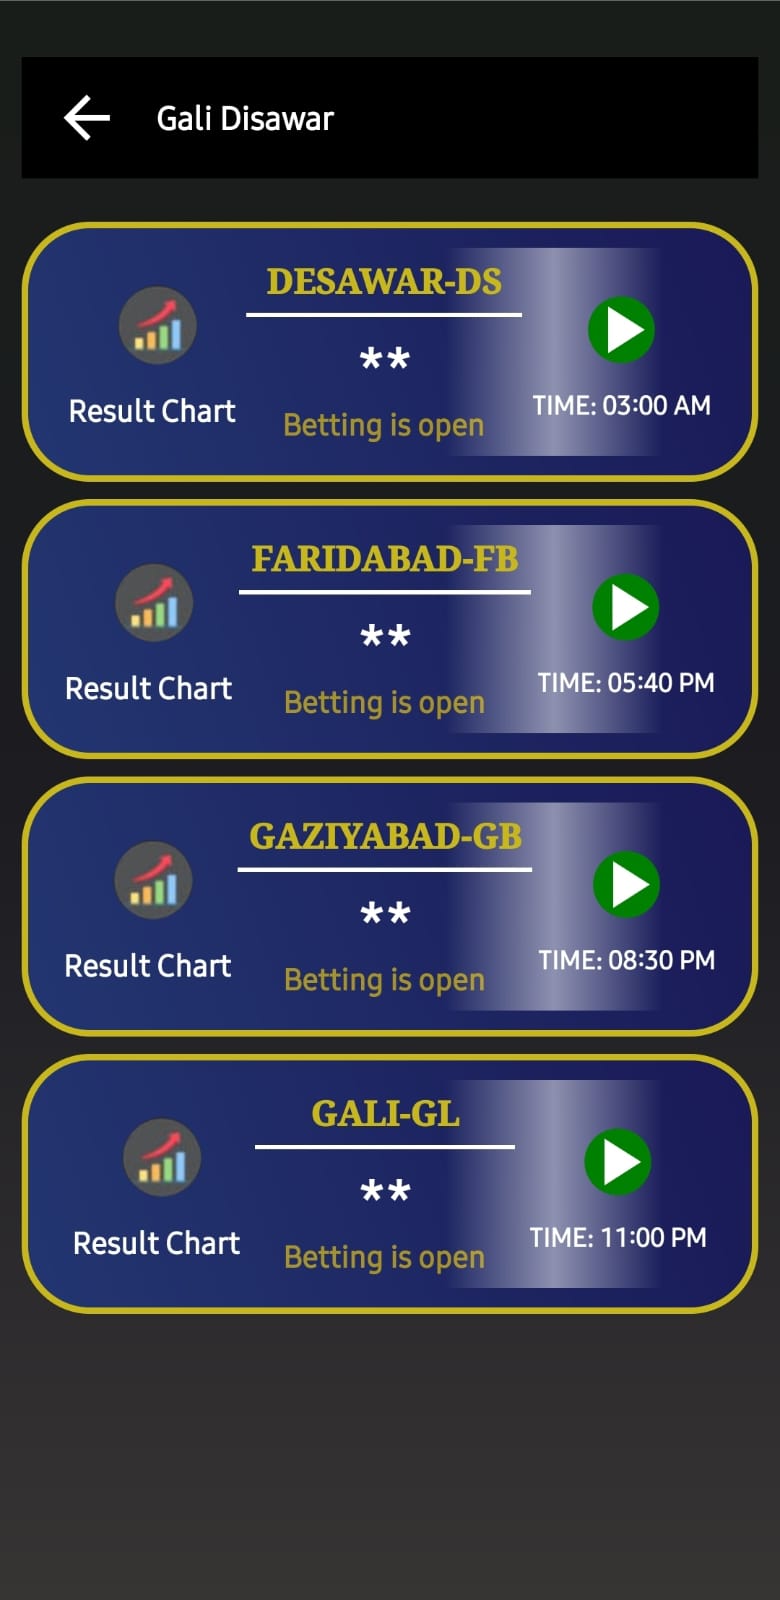 Gali Disawar
DESAWAR-DS
**
Result Chart
Betting is open
TIME: 03:00 AM
FARIDABAD-FB
**
Result Chart
Betting is open
TIME: 05:40 PM
GAZIYABAD-GB
**
Result Chart
Betting is open
TIME: 08:30 PM
GALI-GL
**
Result Chart
Betting is open
TIME: 11:00 PM